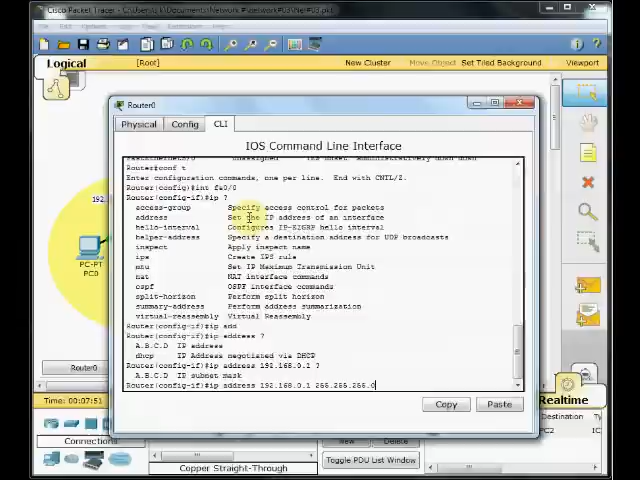 Cisco Packet Tracer
Logical
[Root]
New Cluster
Move Object
Set Tiled Background
Viewport
Router0
Physical
Config
CLI
IOS Command Line Interface
Router#conf t
Enter configuration commands, one per line.  End with CNTL/Z.
Router(config)#int fa0/0
Router(config-if)#ip ?
access-group       Specify access control for packets
address            Set the IP address of an interface
hello-interval     Configures IP-EIGRP hello interval
helper-address     Specify a destination address for UDP broadcasts
inspect            Apply inspect name
ips                Create IPS rule
mtu                Set IP Maximum Transmission Unit
nat                NAT interface commands
ospf               OSPF interface commands
split-horizon      Perform split horizon
summary-address    Perform address summarization
virtual-reassembly Virtual Reassembly
Router(config-if)#ip add
Router(config-if)#ip address ?
A.B.C.D  IP address
dhcp     IP Address negotiated via DHCP
Router(config-if)#ip address 192.168.0.1 ?
A.B.C.D  IP subnet mask
Router(config-if)#ip address 192.168.0.1 255.255.255.0
Copy
Paste
192..
PC-PT
PC0
Router0
Time: 00:07:51
Realtime
Connections
Copper Straight-Through
New
Delete
Toggle PDU List Window
Destination
PC2